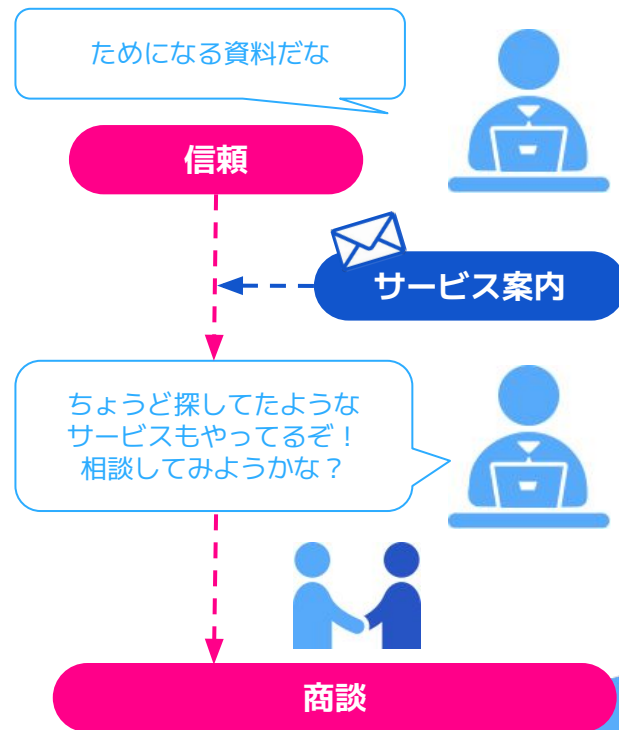 ためになる資料だな
信頼
サービス案内
ちょうど探してたような
サービスもやってるぞ！
相談してみようかな？
商談